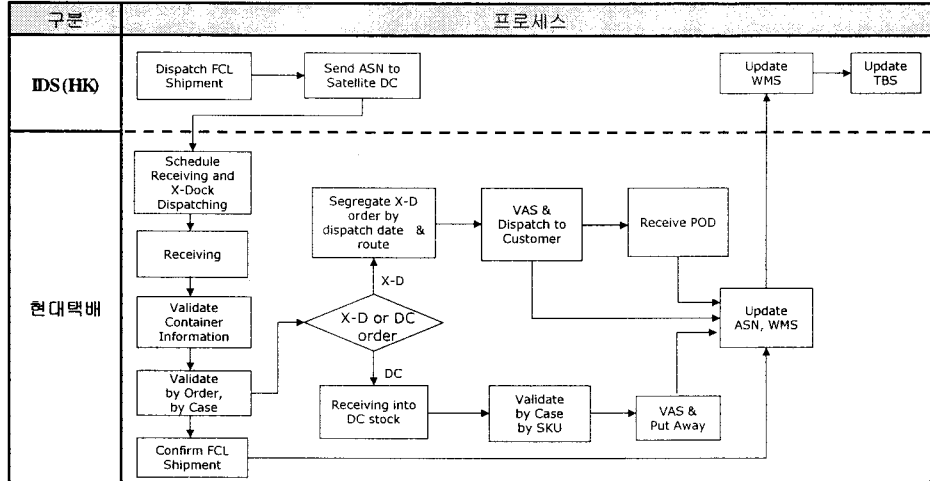 구분
프로세스
IDS (HK)
Dispatch FCL
Shipment
Send ASN to
Satellite DC
Update
WMS
Update
TBS
현대택배
Schedule
Receiving and
X-Dock
Dispatching
Receiving
Validate
Container
Information
Validate
by Order,
by Case
Confirm FCL
Shipment
Segregate X-D
order by
dispatch date &
route
X-D
X-D or DC
order
DC
VAS &
Dispatch to
Customer
Receive POD
Receiving into
DC stock
Validate
by Case
by SKU
VAS &
Put Away
Update
ASN, WMS